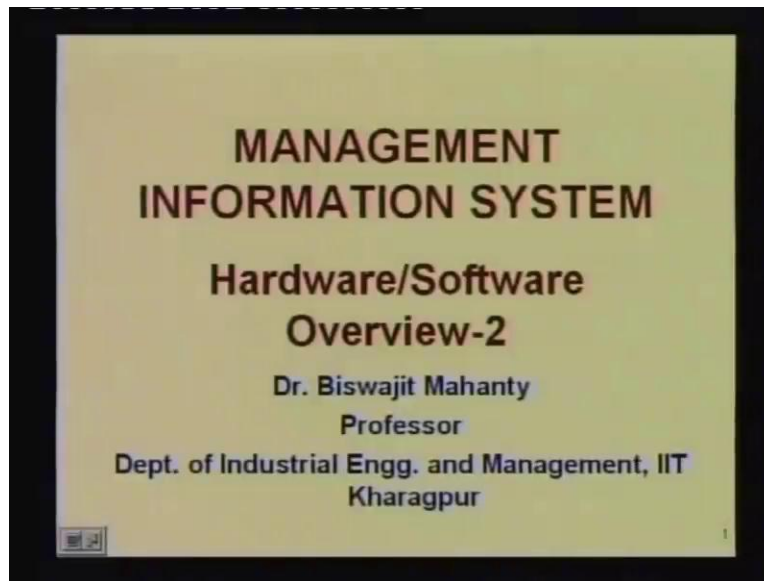 MANAGEMENT
INFORMATION SYSTEM
Hardware/Software
Overview-2
Dr. Biswajit Mahanty
Professor
Dept. of Industrial Engg. and Management, IIT
Kharagpur
1